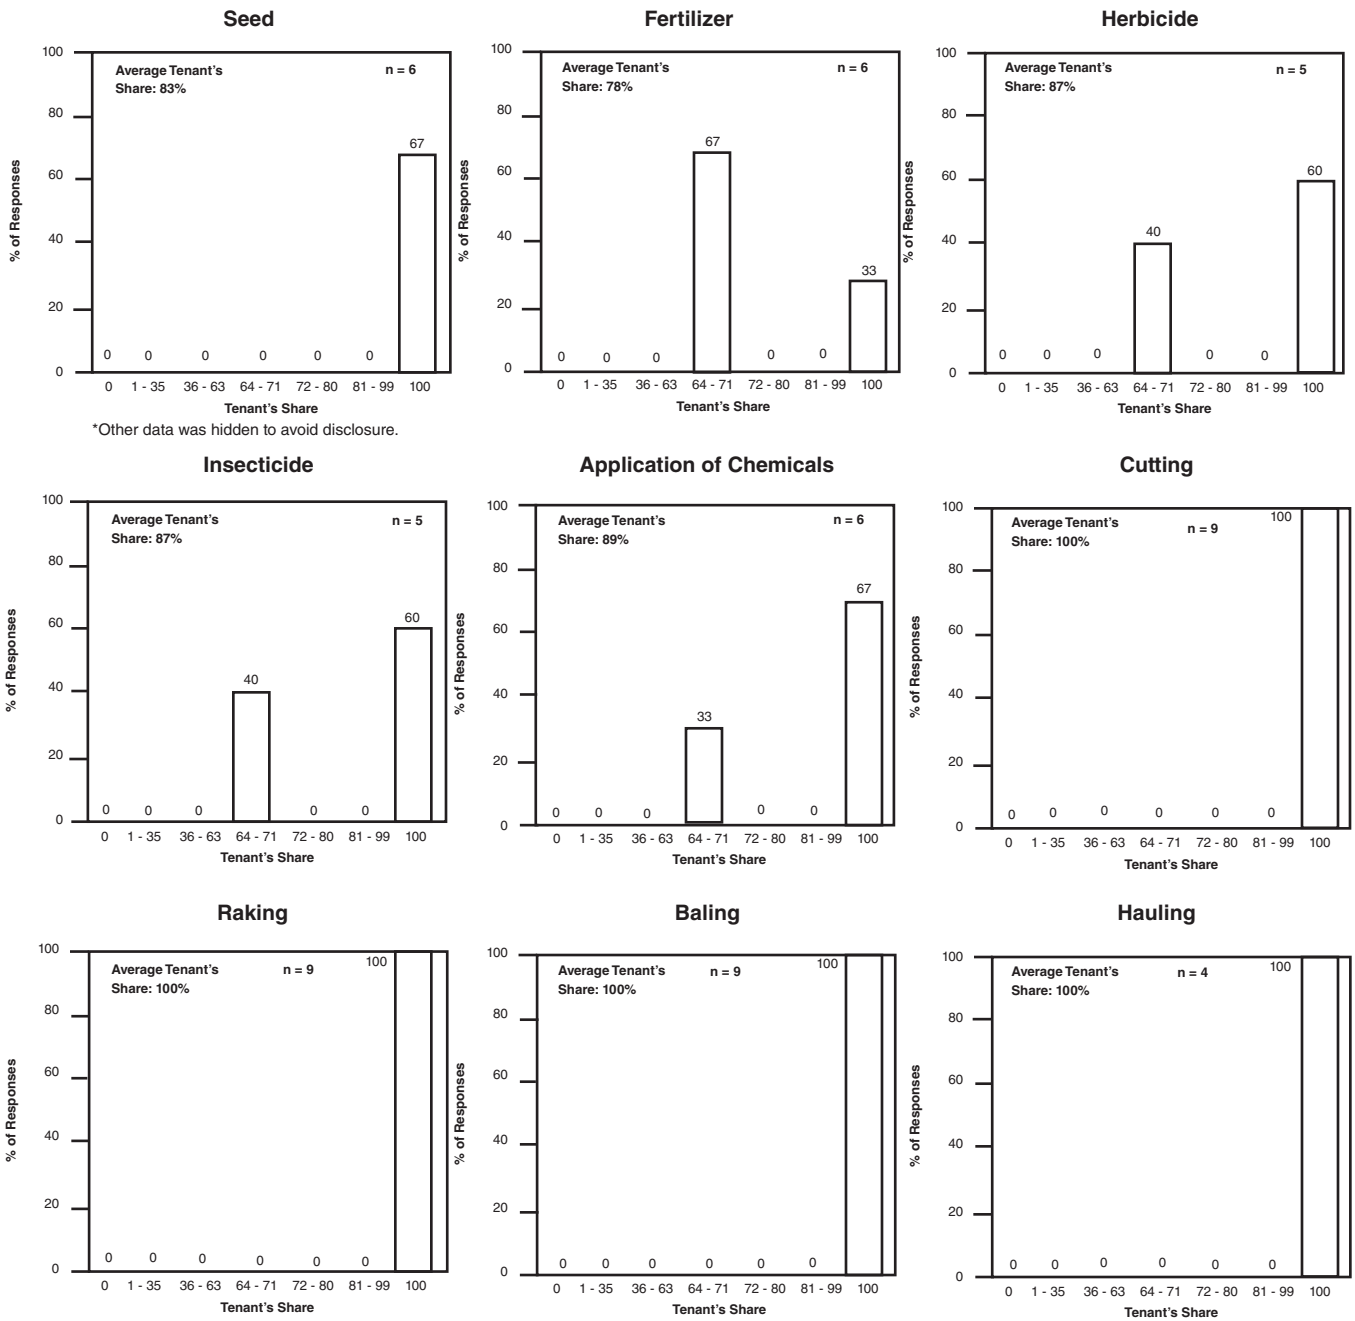 Seed
Average Tenant's
Share: 83%
n = 6
100
80
60
40
20
0
% of Responses
0 0 0 0 0 0 67
0 1 - 35 36 - 63 64 - 71 72 - 80 81 - 99 100
Tenant's Share
*Other data was hidden to avoid disclosure.
Fertilizer
Average Tenant's
Share: 78%
n = 6
100
80
60
40
20
0
% of Responses
0 0 0 67 0 0 33
0 1 - 35 36 - 63 64 - 71 72 - 80 81 - 99 100
Tenant's Share
Herbicide
Average Tenant's
Share: 87%
n = 5
100
80
60
40
20
0
% of Responses
0 0 0 40 0 0 60
0 1 - 35 36 - 63 64 - 71 72 - 80 81 - 99 100
Tenant's Share
Insecticide
Average Tenant's
Share: 87%
n = 5
100
80
60
40
20
0
% of Responses
0 0 0 40 0 0 60
0 1 - 35 36 - 63 64 - 71 72 - 80 81 - 99 100
Tenant's Share
Application of Chemicals
Average Tenant's
Share: 89%
n = 6
100
80
60
40
20
0
% of Responses
0 0 0 33 0 0 67
0 1 - 35 36 - 63 64 - 71 72 - 80 81 - 99 100
Tenant's Share
Cutting
Average Tenant's
Share: 100%
n = 9
100
80
60
40
20
0
% of Responses
0 0 0 0 0 0 100
0 1 - 35 36 - 63 64 - 71 72 - 80 81 - 99 100
Tenant's Share
Raking
Average Tenant's
Share: 100%
n = 9
100
80
60
40
20
0
% of Responses
0 0 0 0 0 0 100
0 1 - 35 36 - 63 64 - 71 72 - 80 81 - 99 100
Tenant's Share
Baling
Average Tenant's
Share: 100%
n = 9
100
80
60
40
20
0
% of Responses
0 0 0 0 0 0 100
0 1 - 35 36 - 63 64 - 71 72 - 80 81 - 99 100
Tenant's Share
Hauling
Average Tenant's
Share: 100%
n = 4
100
80
60
40
20
0
% of Responses
0 0 0 0 0 0 100
0 1 - 35 36 - 63 64 - 71 72 - 80 81 - 99 100
Tenant's Share